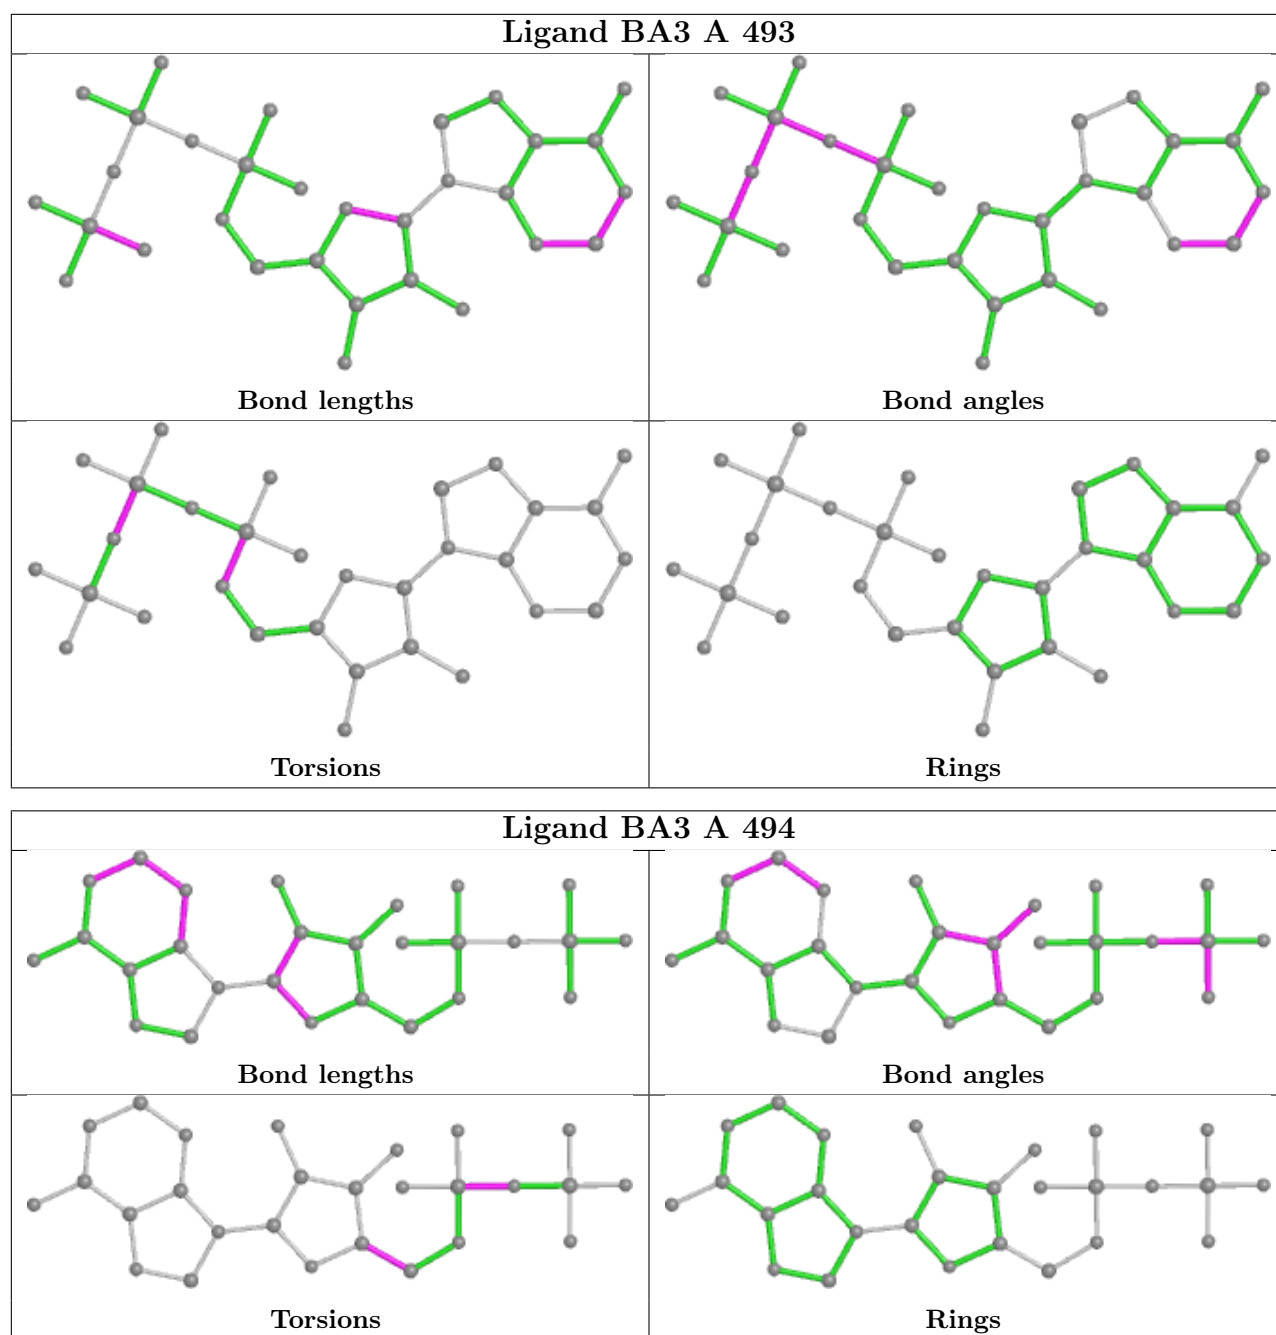 Ligand BA3 A 493
Bond lengths
Bond angles
Torsions
Rings
Ligand BA3 A 494
Bond lengths
Bond angles
Torsions
Rings